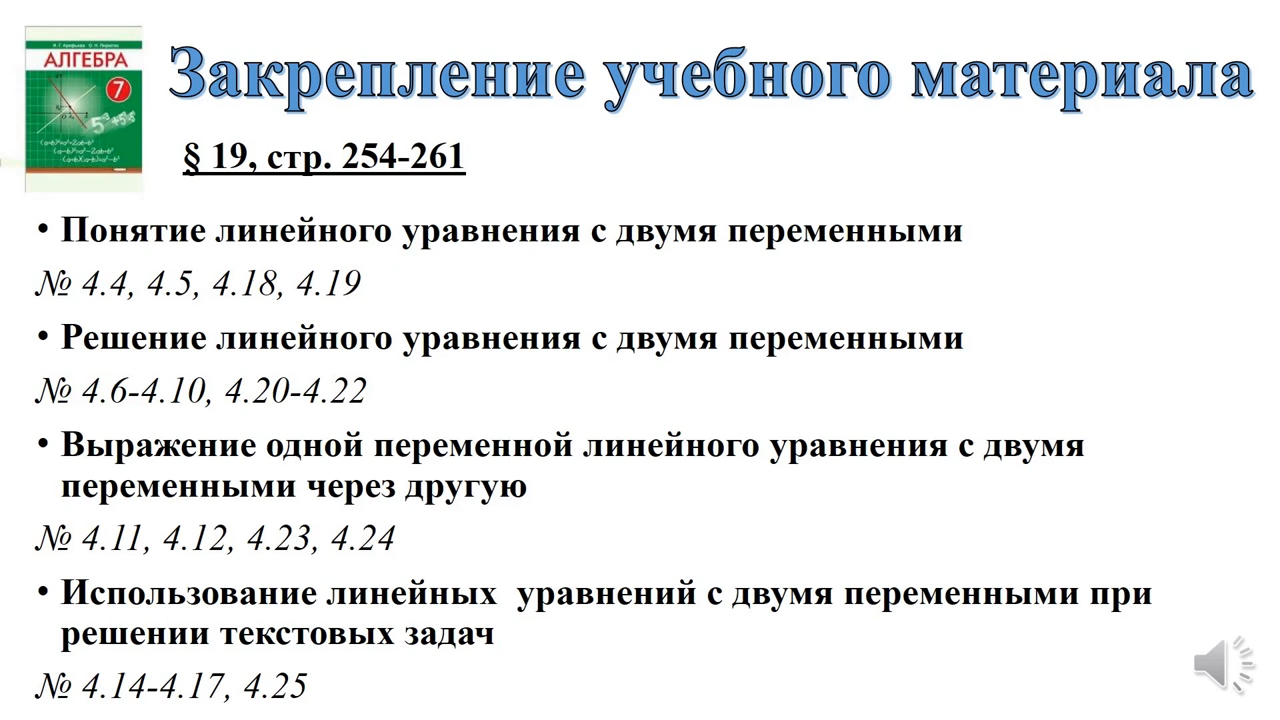 АЛГЕБРА
7
Закрепление учебного материала
§ 19, стр. 254-261
• Понятие линейного уравнения с двумя переменными
№ 4.4, 4.5, 4.18, 4.19
• Решение линейного уравнения с двумя переменными
№ 4.6-4.10, 4.20-4.22
• Выражение одной переменной линейного уравнения с двумя
переменными через другую
№ 4.11, 4.12, 4.23, 4.24
• Использование линейных уравнений с двумя переменными при
решении текстовых задач
№ 4.14-4.17, 4.25